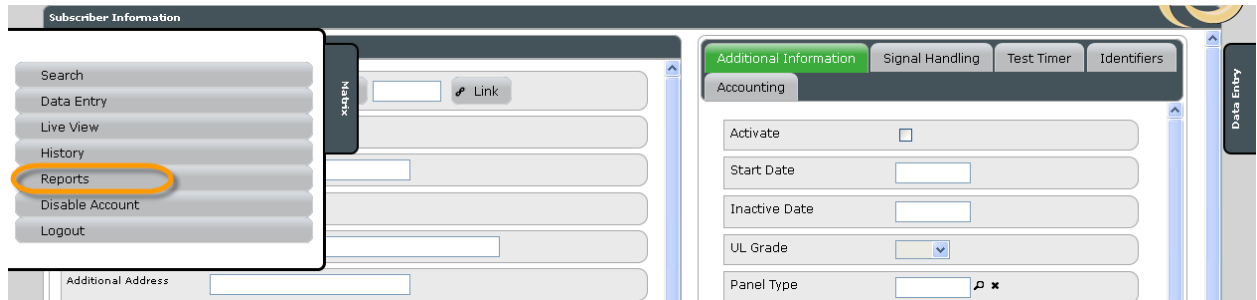 Subscriber Information
Search
Data Entry
Live View
History
Reports
Disable Account
Logout
Matrix
Link
Additional Address
Additional Information
Signal Handling
Test Timer
Identifiers
Accounting
Activate
Start Date
Inactive Date
UL Grade
Panel Type
Data Entry